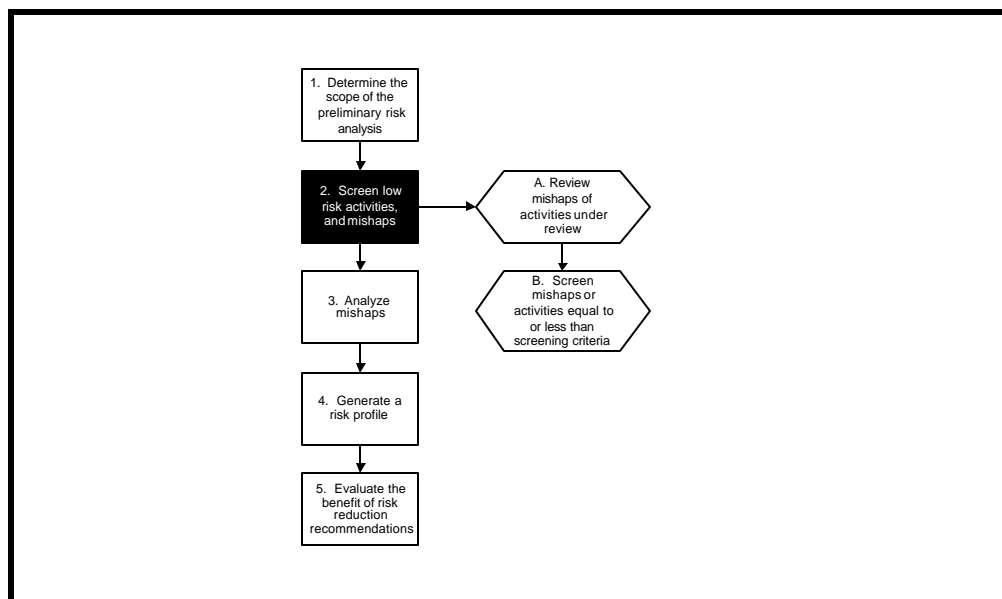 1. Determine the
scope of the
preliminary risk
analysis
2. Screen low
risk activities,
and mishaps
A. Review
mishaps of
activities under
review
3. Analyze
mishaps
B. Screen
mishaps or
activities equal to
or less than
screening criteria
4. Generate a
risk profile
5. Evaluate the
benefit of risk
reduction
recommendations